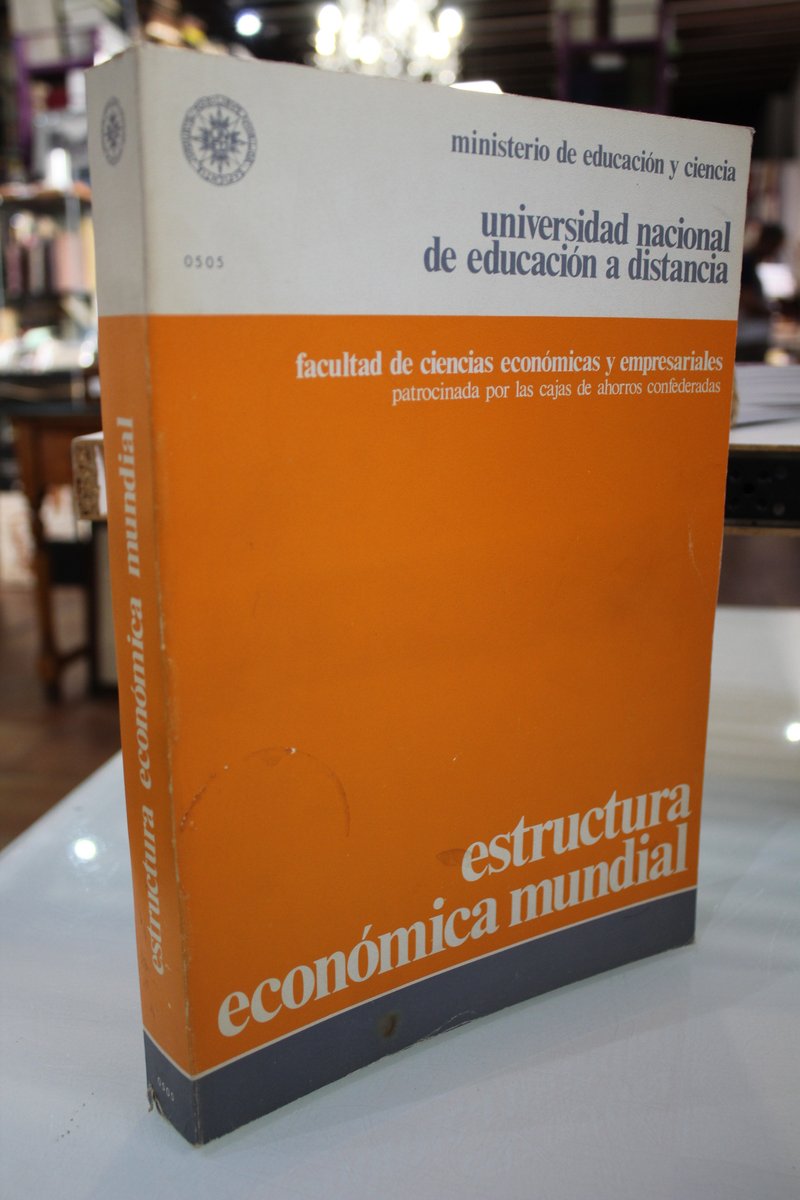 ministerio de educación y ciencia
universidad nacional
de educación a distancia
0505
facultad de ciencias económicas y empresariales
patrocinada por las cajas de ahorros confederadas
estructura
económica mundial
estructura económica mundial
0505